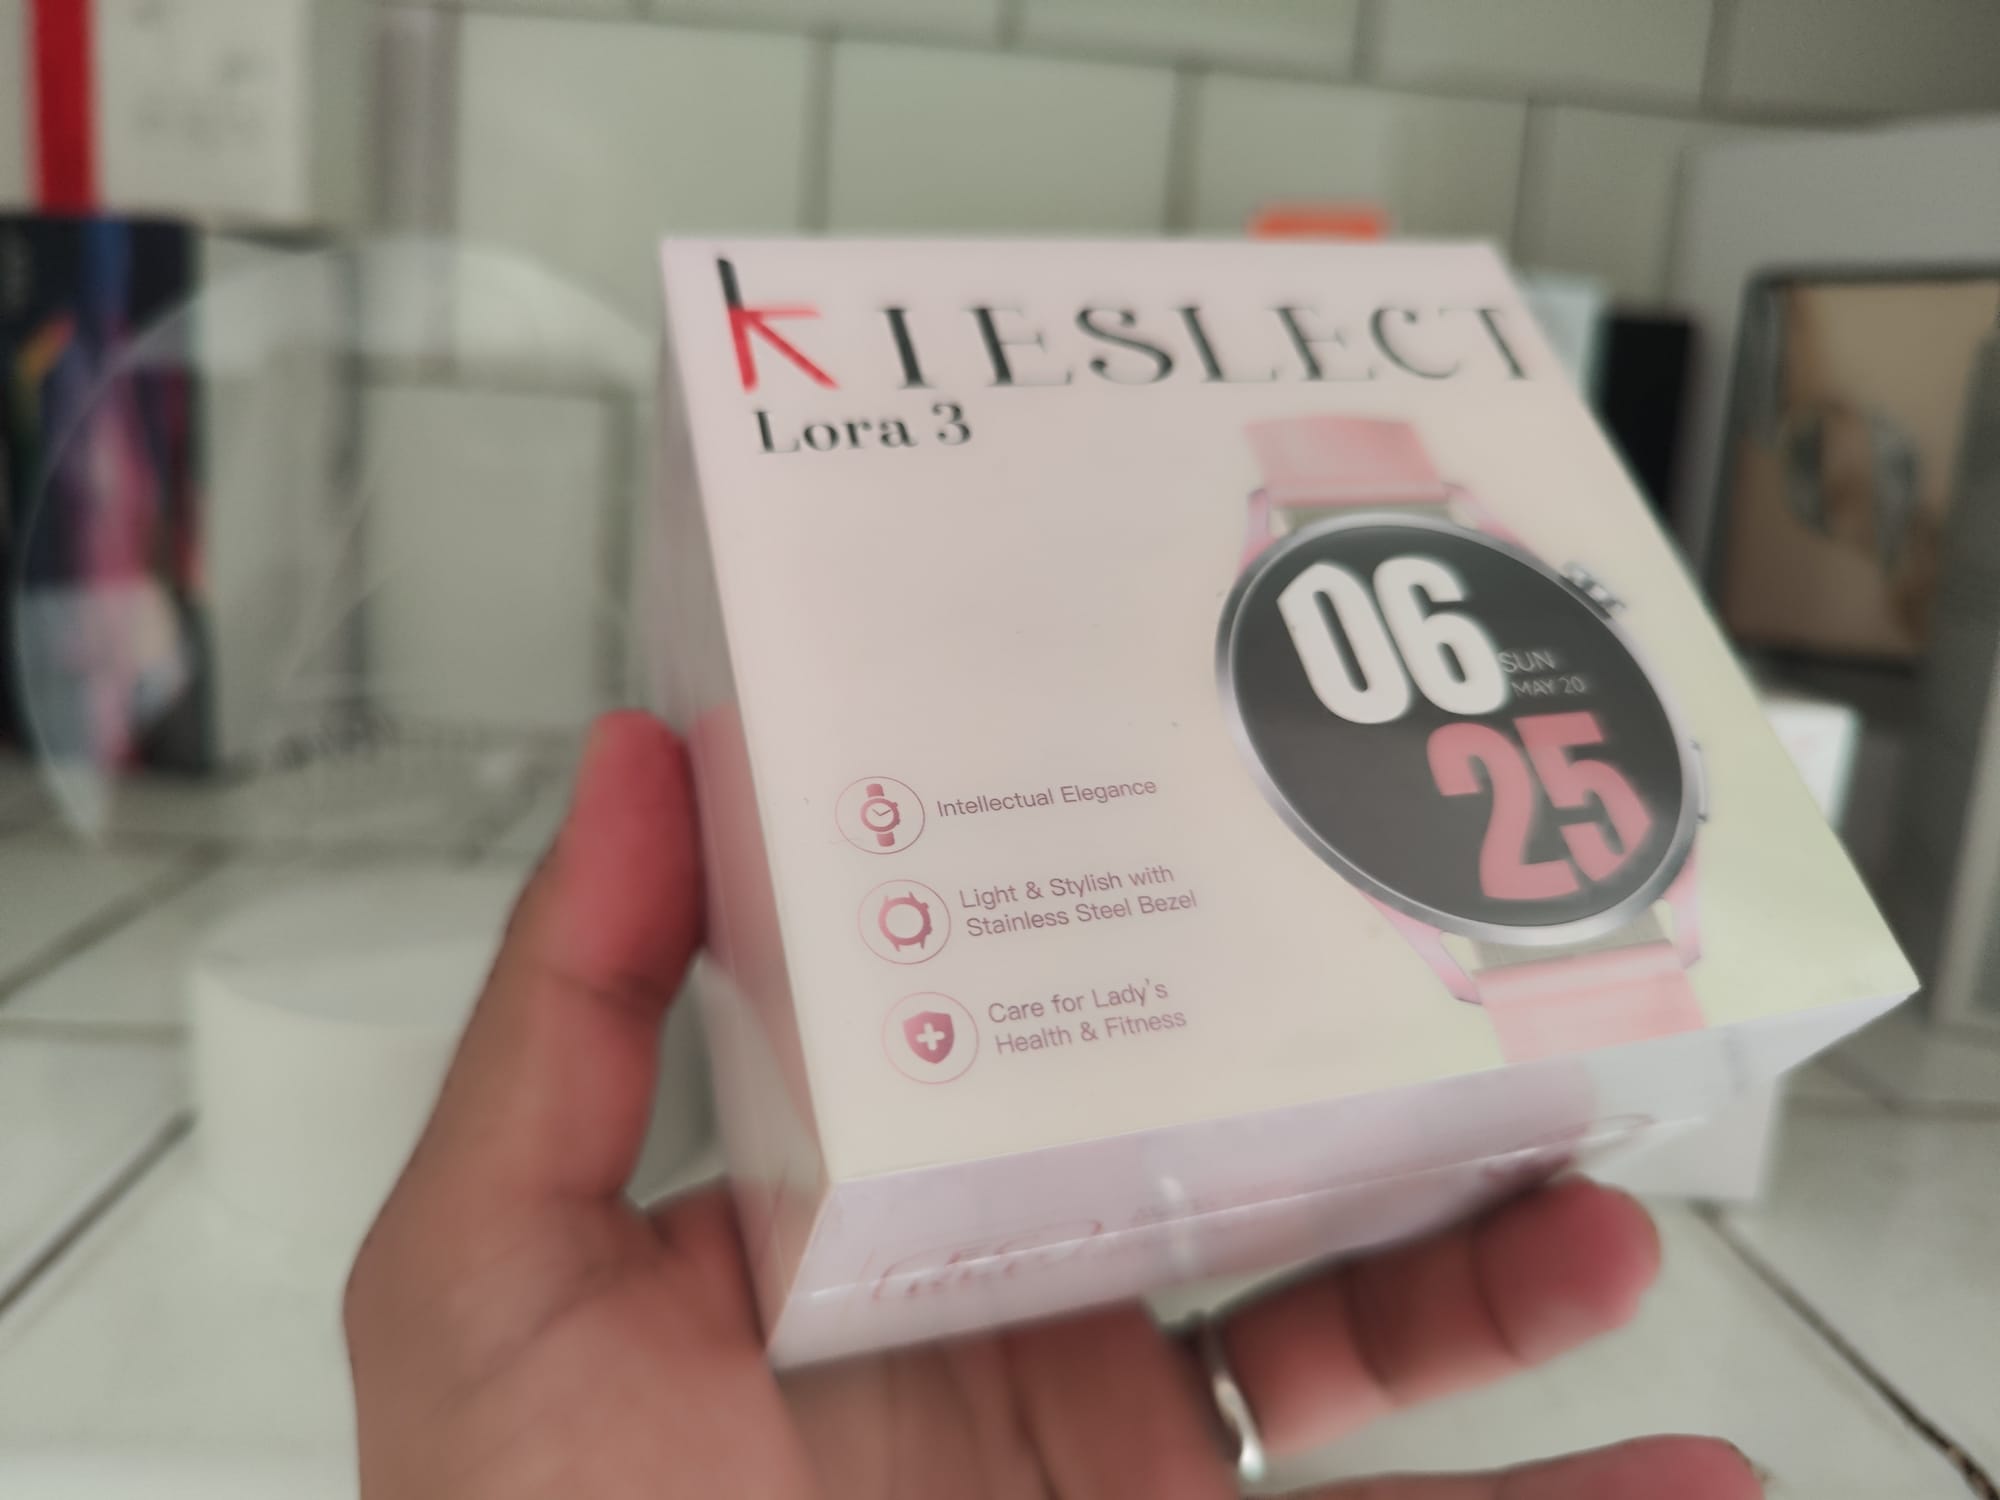 KIESLECT
Lora 3
06
SUN
MAY 20
25
Intellectual Elegance
Light & Stylish with
Stainless Steel Bezel
Care for Lady's
Health & Fitness